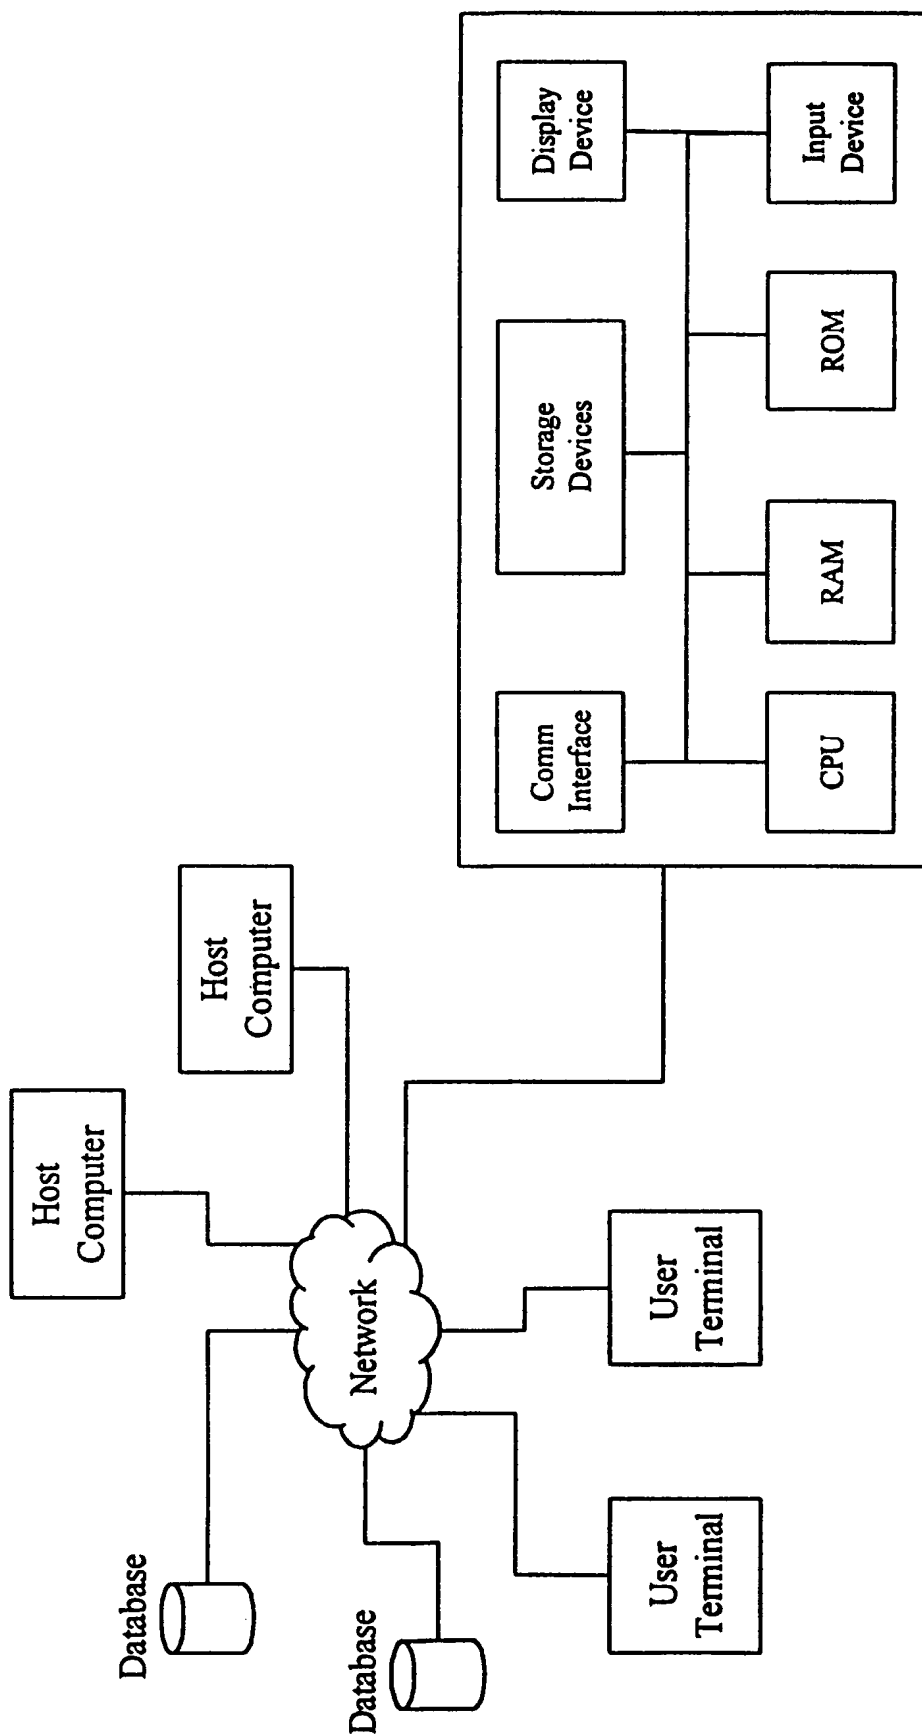 Database
Database
Host
Computer
Host
Computer
Network
User
Terminal
User
Terminal
Comm
Interface
Storage
Devices
Display
Device
CPU
RAM
ROM
Input
Device